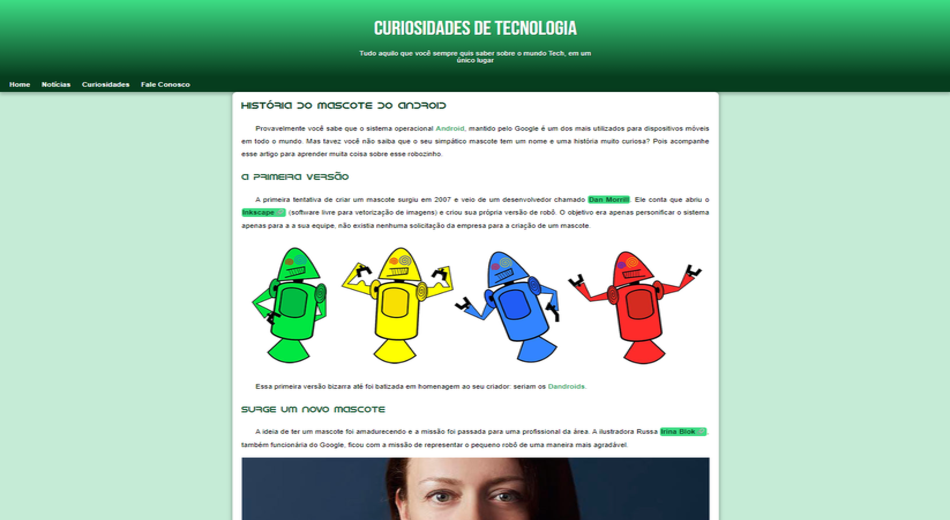 CURIOSIDADES DE TECNOLOGIA
Tudo aquilo que você sempre quis saber sobre o mundo Tech, em um
único lugar
Home Notícias Curiosidades Fale Conosco
HISTÓRIA DO MASCOTE DO ANDROID
Provavelmente você sabe que o sistema operacional Android, mantido pelo Google é um dos mais utilizados para dispositivos móveis
em todo o mundo. Mas tavez você não saiba que o seu simpático mascote tem um nome e uma história muito curiosa? Pois acompanhe
esse artigo para aprender muita coisa sobre esse robozinho.
A PRIMEIRA VERSÃO
A primeira tentativa de criar um mascote surgiu em 2007 e veio de um desenvolvedor chamado Dan Morrill. Ele conta que abriu o
Inkscape (software livre para vetorização de imagens) e criou sua própria versão de robô. O objetivo era apenas personificar o sistema
apenas para a a sua equipe, não existia nenhuma solicitação da empresa para a criação de um mascote.
Essa primeira versão bizarra até foi batizada em homenagem ao seu criador: seriam os Dandroids.
SURGE UM NOVO MASCOTE
A ideia de ter um mascote foi amadurecendo e a missão foi passada para uma profissional da área. A ilustradora Russa Irina Blok,
também funcionária do Google, ficou com a missão de representar o pequeno robô de uma maneira mais agradável.